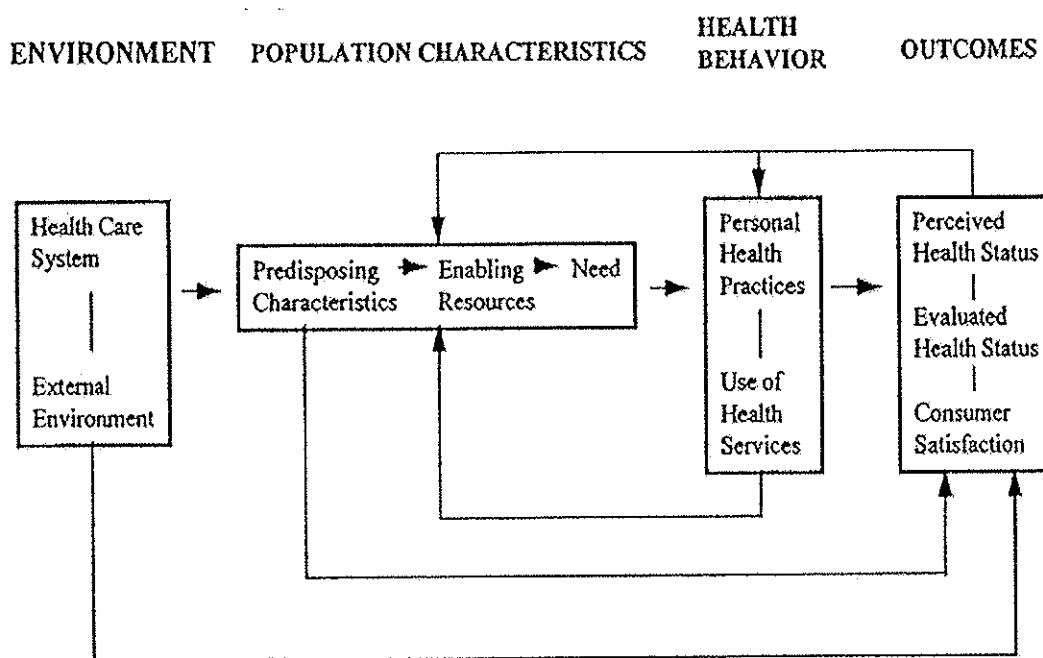 ENVIRONMENT
POPULATION CHARACTERISTICS
HEALTH
BEHAVIOR
OUTCOMES
Health Care
System
External
Environment
Predisposing
Characteristics
Enabling
Resources
Need
Personal
Health
Practices
Use of
Health
Services
Perceived
Health Status
Evaluated
Health Status
Consumer
Satisfaction